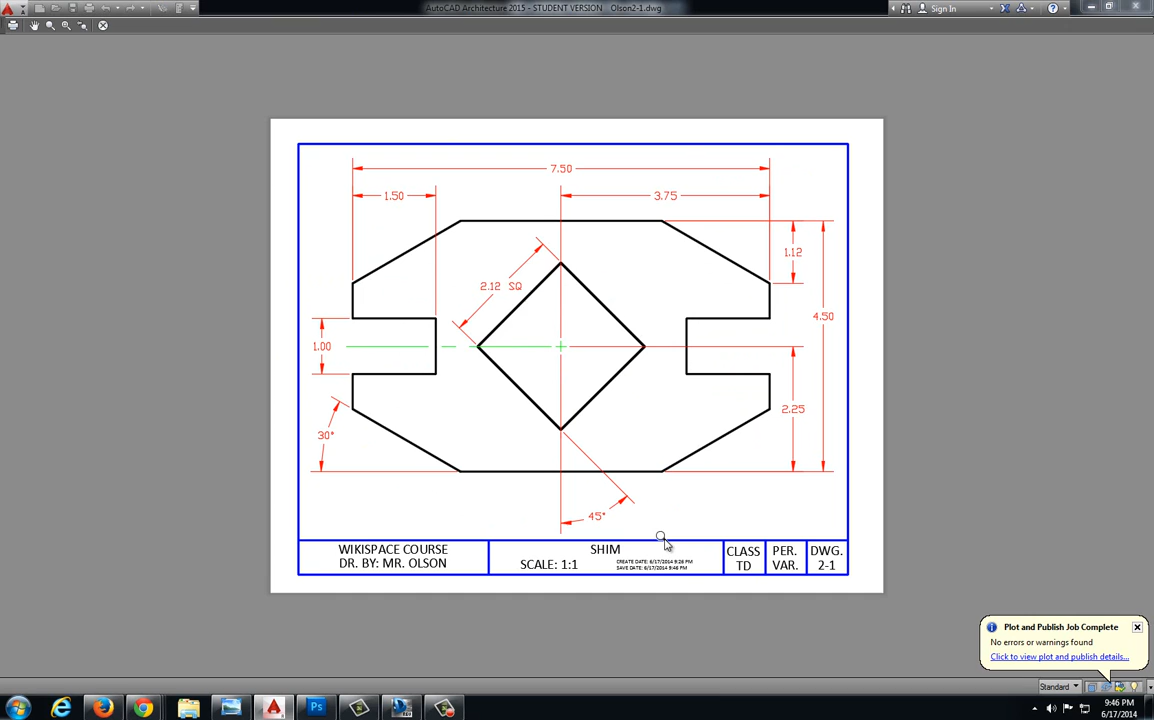 AutoCAD Architecture 2015 - STUDENT VERSION Olson2-1.dwg
Sign In
7.50
1.50
3.75
1.12
2.12 SQ
4.50
1.00
2.25
30°
45°
WIKISPACE COURSE
DR. BY: MR. OLSON
SHIM
SCALE: 1:1
CREATE DATE: 6/17/2014 9:28 PM
SAVE DATE: 6/17/2014 9:46 PM
CLASS
TD
PER.
VAR.
DWG.
2-1
Plot and Publish Job Complete
No errors or warnings found
Click to view plot and publish details...
Standard
9:46 PM
6/17/2014